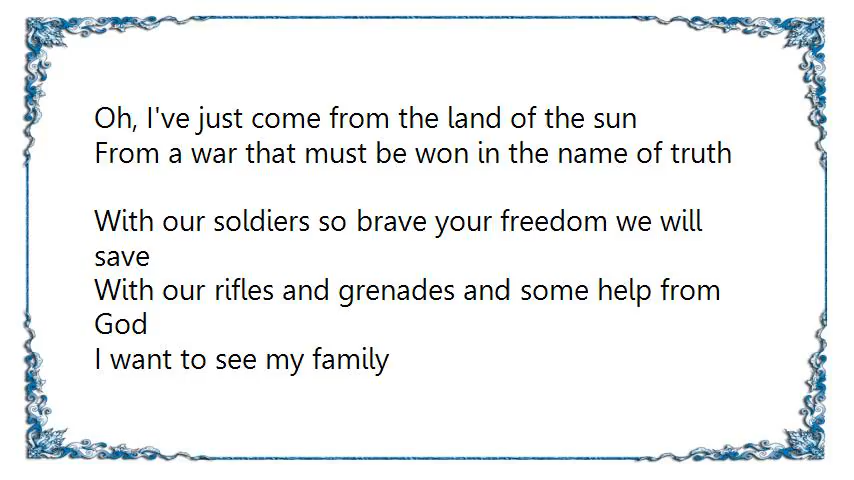 Oh, I've just come from the land of the sun
From a war that must be won in the name of truth
With our soldiers so brave your freedom we will
save
With our rifles and grenades and some help from
God
I want to see my family